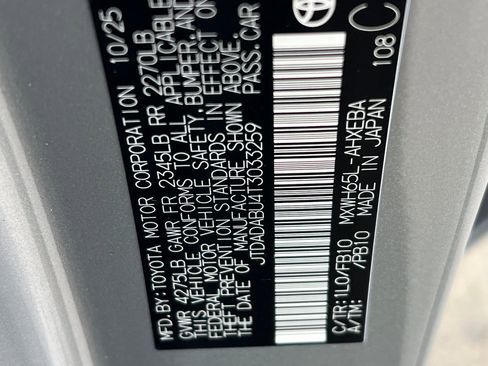 MFD.BY:TOYOTA MOTOR CORPORATION 10/25
GVWR 4275LB GAWR FR 2345LB RR 2270LB
THIS VEHICLE CONFORMS TO ALL APPLICABLE
FEDERAL MOTOR VEHICLE SAFETY,BUMPER,AND
THEFT PREVENTION STANDARDS IN EFFECT ON
THE DATE OF MANUFACTURE SHOWN ABOVE.
JTDADABU4T3033259 PASS.CAR
C/TR:1L0/FB10 MXWH65L-AHXEBA
A/TM: /PB10 MADE IN JAPAN 108 C